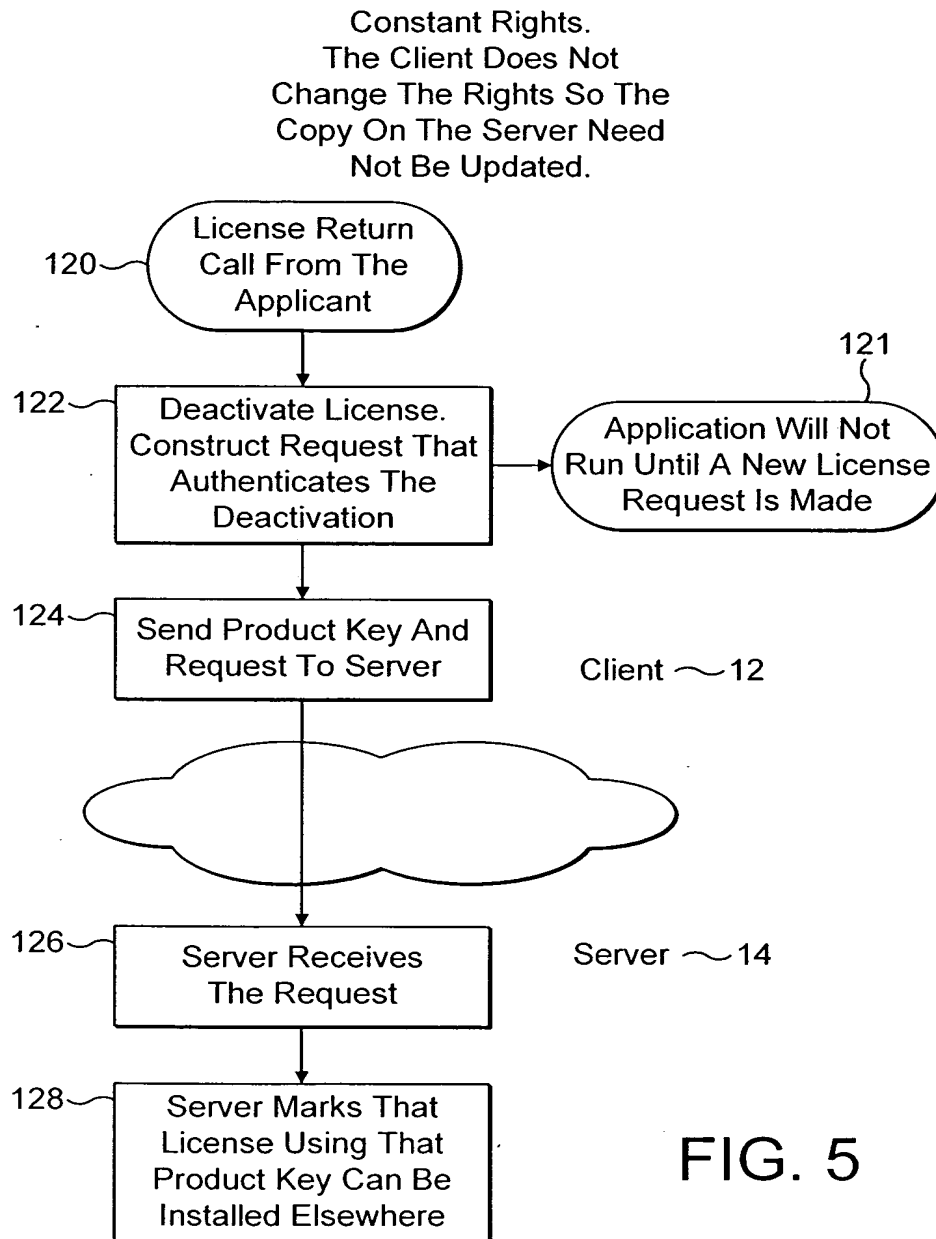 Constant Rights.
The Client Does Not
Change The Rights So The
Copy On The Server Need
Not Be Updated.
120
License Return
Call From The
Applicant
122
Deactivate License.
Construct Request That
Authenticates The
Deactivation
121
Application Will Not
Run Until A New License
Request Is Made
124
Send Product Key And
Request To Server
Client 12
126
Server Receives
The Request
Server 14
128
Server Marks That
License Using That
Product Key Can Be
Installed Elsewhere
FIG. 5